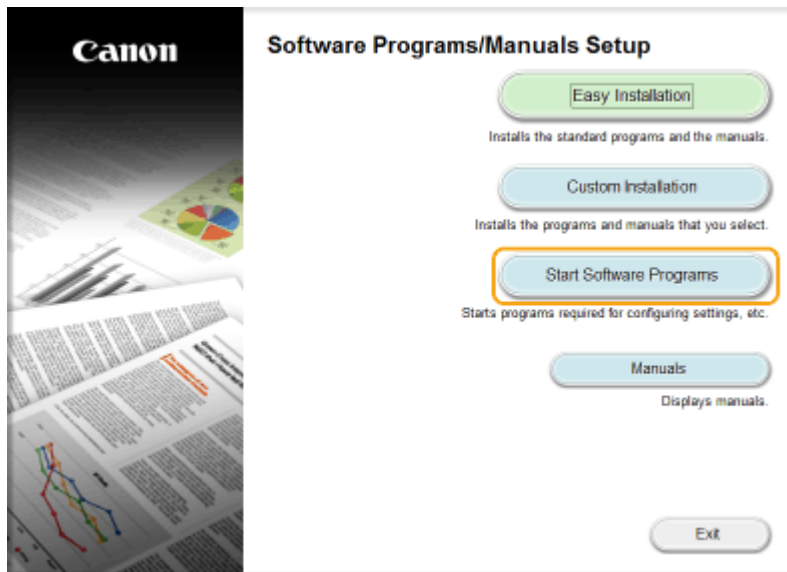 Canon
Software Programs/Manuals Setup
Easy Installation
Installs the standard programs and the manuals.
Custom Installation
Installs the programs and manuals that you select.
Start Software Programs
Starts programs required for configuring settings, etc.
Manuals
Displays manuals.
Exit